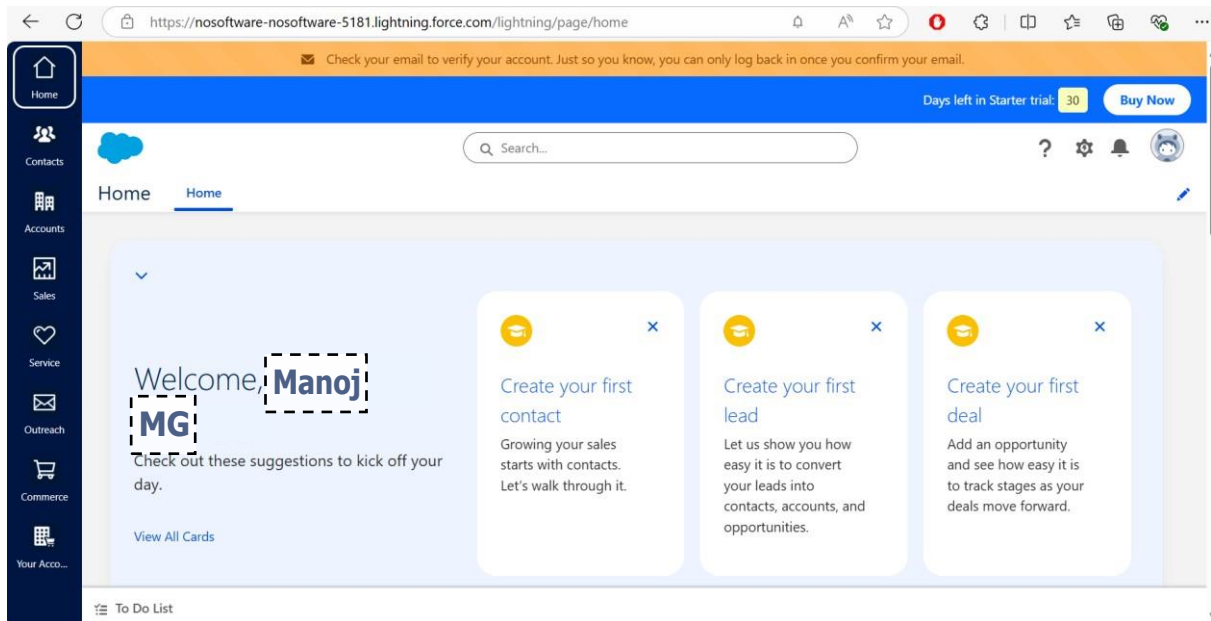 https://nosoftware-nosoftware-5181.lightning.force.com/lightning/page/home
Check your email to verify your account. Just so you know, you can only log back in once you confirm your email.
Days left in Starter trial: 30 Buy Now
Home
Contacts
Accounts
Sales
Service
Outreach
Commerce
Your Acco...
Search...
Home Home
Welcome, Manoj
MG
Check out these suggestions to kick off your
day.
View All Cards
Create your first
contact
Growing your sales
starts with contacts.
Let's walk through it.
Create your first
lead
Let us show you how
easy it is to convert
your leads into
contacts, accounts, and
opportunities.
Create your first
deal
Add an opportunity
and see how easy it is
to track stages as your
deals move forward.
To Do List